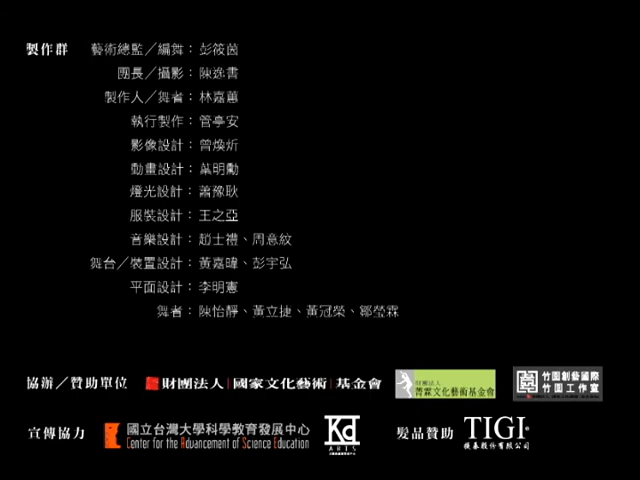 製作群 藝術總監／編舞：彭筱茵
團長／攝影：陳逸書
製作人／舞者：林嘉蕙
執行製作：管亭安
影像設計：曾煥炘
動畫設計：葉明勳
燈光設計：蕭豫耿
服裝設計：王之亞
音樂設計：趙士禮、周意紋
舞台／裝置設計：黃嘉暐、彭宇弘
平面設計：李明憲
舞者：陳怡靜、黃立捷、黃冠榮、鄒瑩霖
協辦／贊助單位 財團法人 國家文化藝術 基金會 財團法人 菁霖文化藝術基金會 竹圍創藝國際 竹圍工作室
宣傳協力 國立台灣大學科學教育發展中心 Center for the Advancement of Science Education Kd ARTS 髮品贊助 TIGI